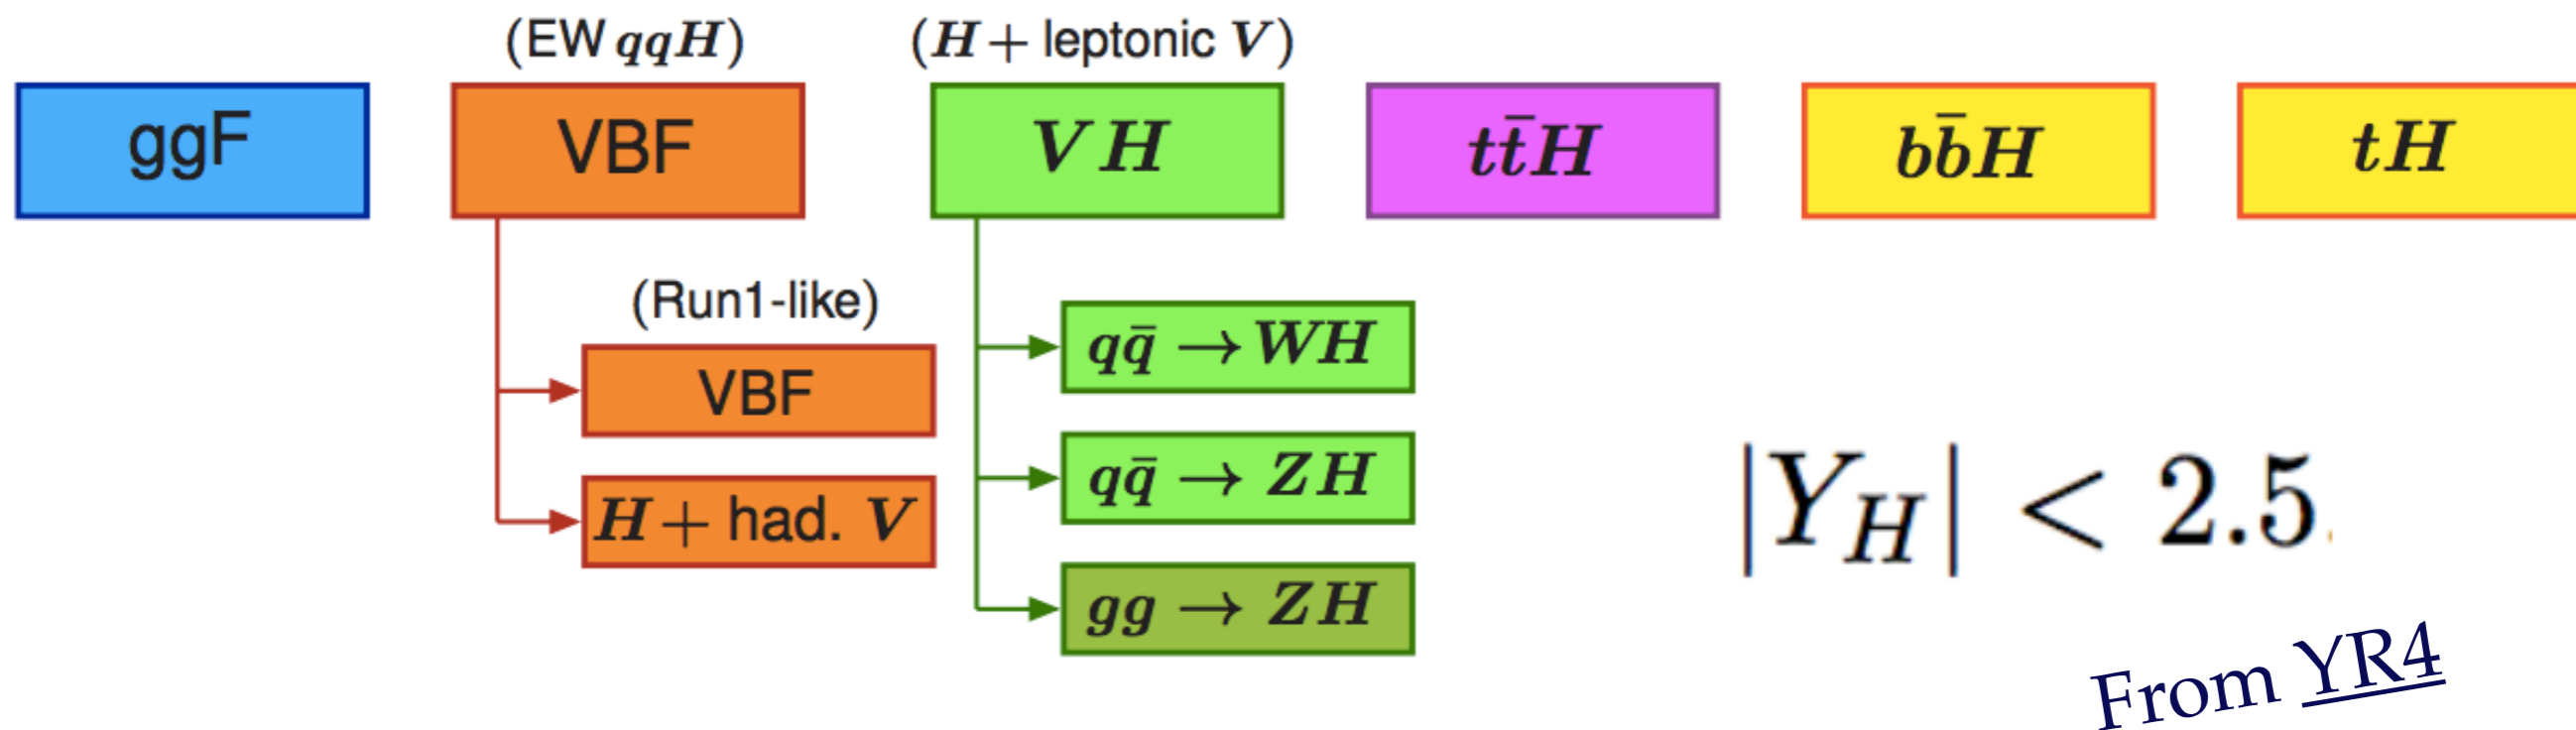 (EW qqH)
(H + leptonic V)
ggF
VBF
VH
tt̄H
bb̄H
tH
(Run1-like)
VBF
H + had. V
qq̄ → WH
qq̄ → ZH
gg → ZH
|Y_H| < 2.5.
From YR4